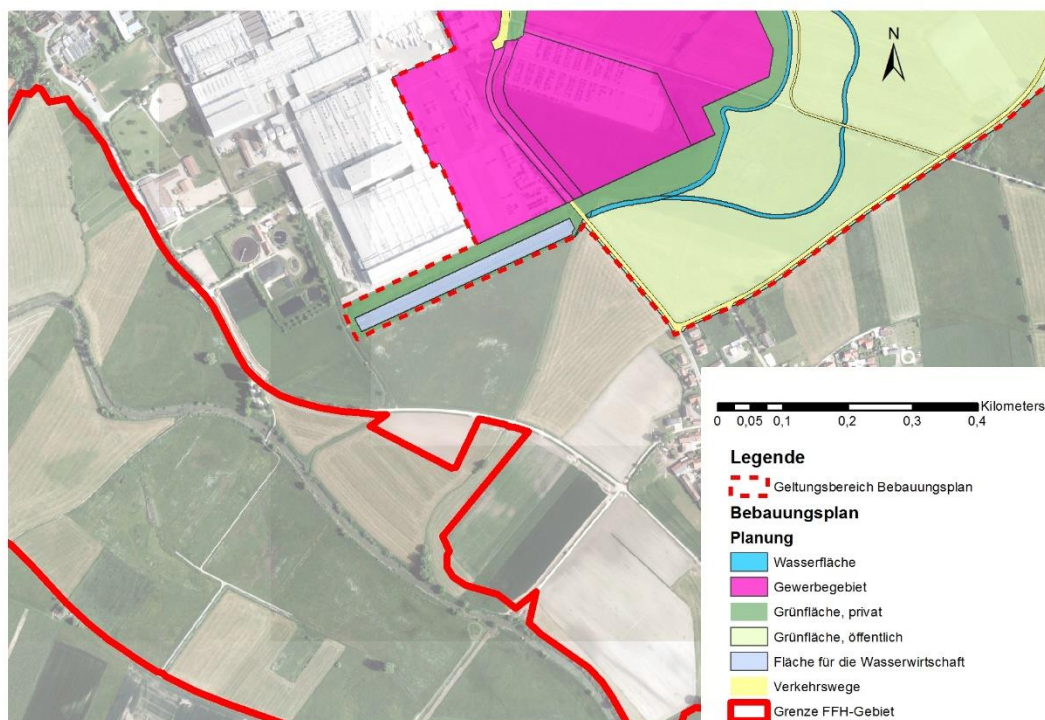 N
Kilometers
0 0,05 0,1 0,2 0,3 0,4
Legende
Geltungsbereich Bebauungsplan
Bebauungsplan
Planung
Wasserfläche
Gewerbegebiet
Grünfläche, privat
Grünfläche, öffentlich
Fläche für die Wasserwirtschaft
Verkehrswege
Grenze FFH-Gebiet